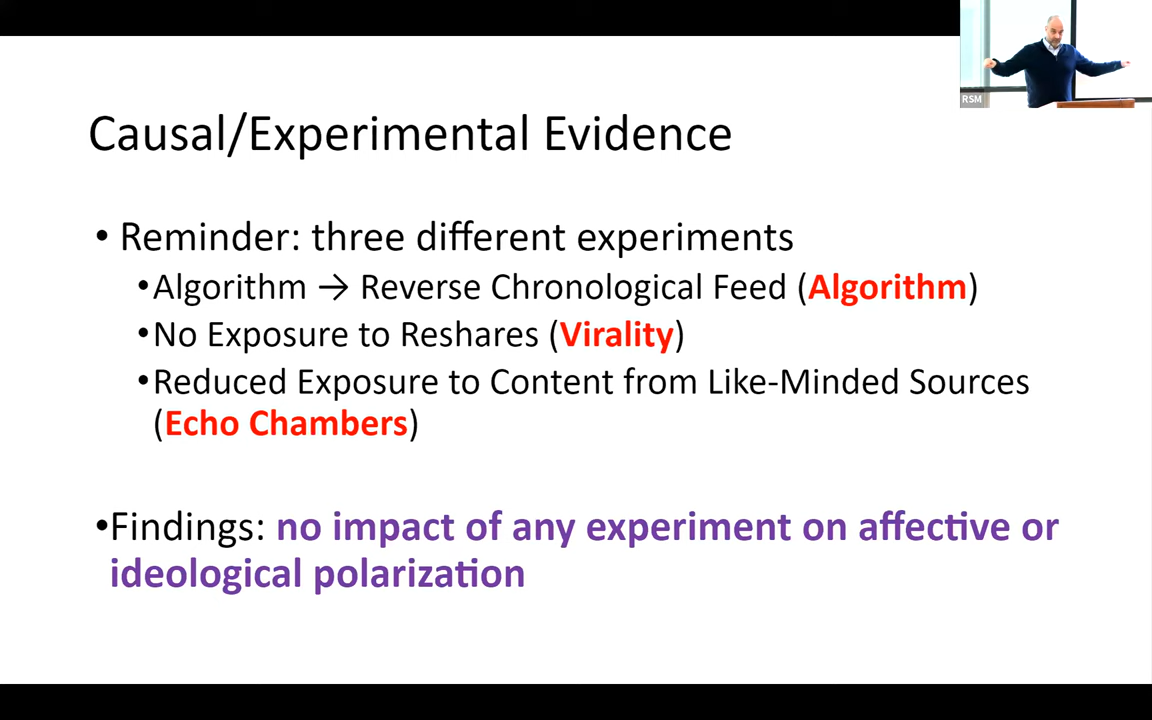 RSM
Causal/Experimental Evidence
• Reminder: three different experiments
•Algorithm → Reverse Chronological Feed (Algorithm)
•No Exposure to Reshares (Virality)
•Reduced Exposure to Content from Like-Minded Sources
(Echo Chambers)
•Findings: no impact of any experiment on affective or
ideological polarization